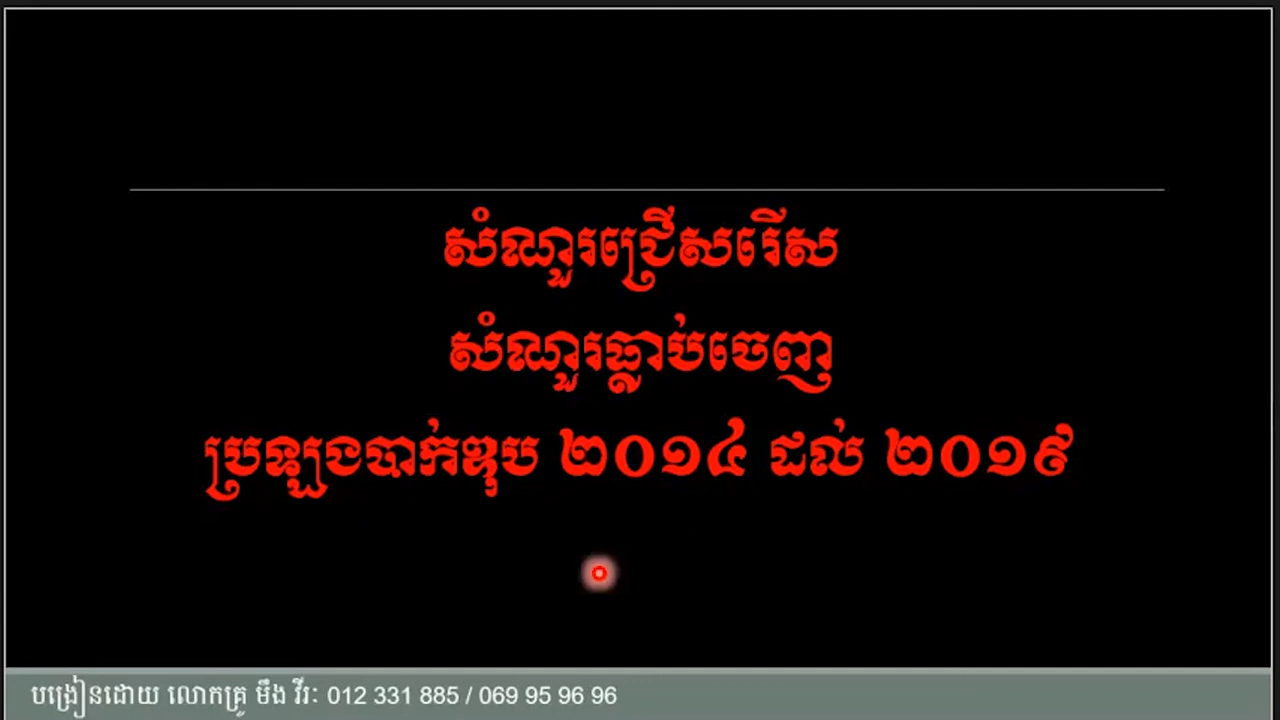 សំណួរជ្រើសរើស
សំណួរធ្លាប់ចេញ
ប្រឡងបាក់ឌុប ២០១៤ ដល់ ២០១៩
បង្រៀនដោយ លោកគ្រូ ម៉ឹង វីរៈ 012 331 885 / 069 95 96 96